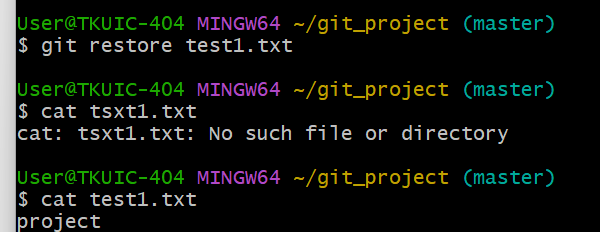 User@TKUIC-404 MINGW64 ~/git_project (master)
$ git restore test1.txt
User@TKUIC-404 MINGW64 ~/git_project (master)
$ cat tsxt1.txt
cat: tsxt1.txt: No such file or directory
User@TKUIC-404 MINGW64 ~/git_project (master)
$ cat test1.txt
project